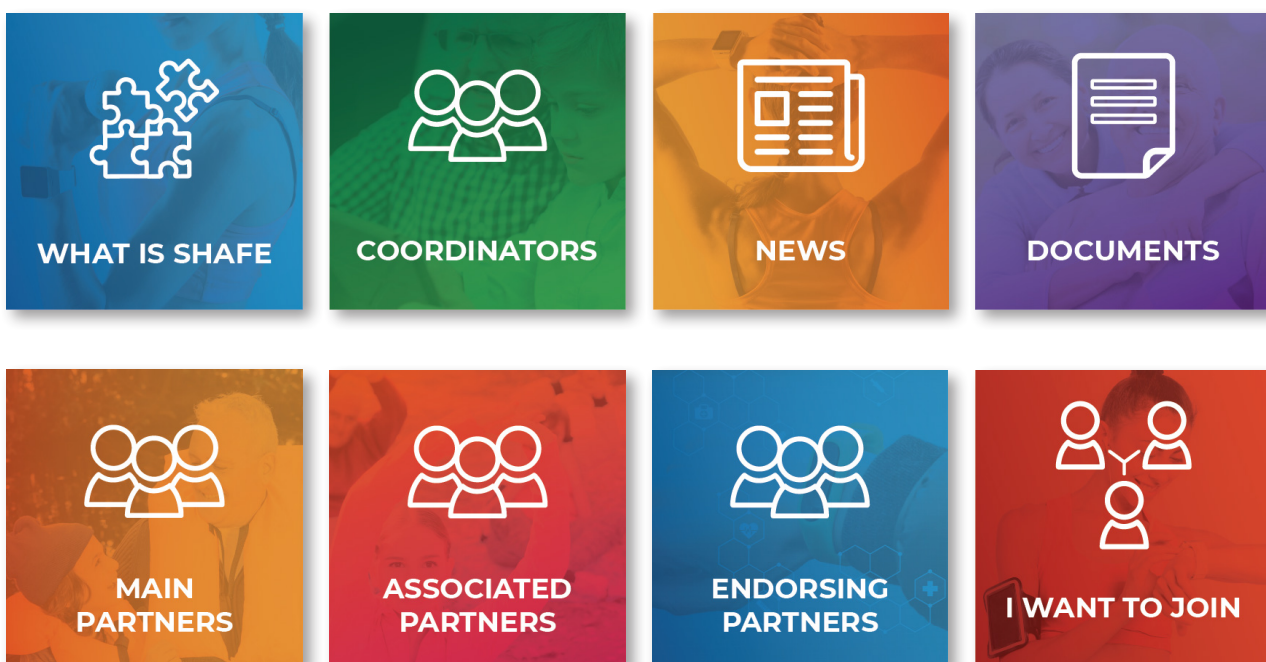 WHAT IS SHAFE
COORDINATORS
NEWS
DOCUMENTS
MAIN
PARTNERS
ASSOCIATED
PARTNERS
ENDORSING
PARTNERS
I WANT TO JOIN